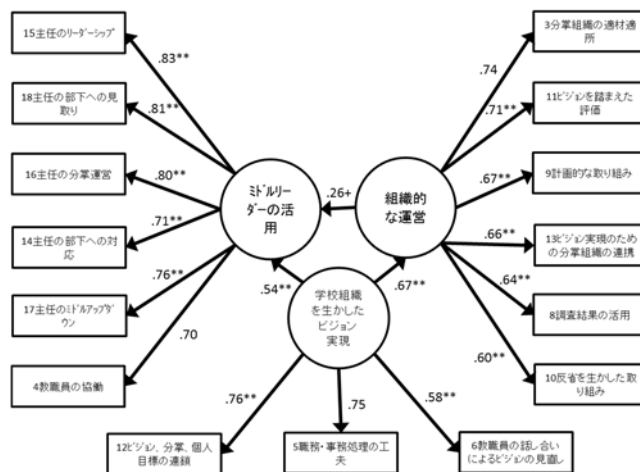 15主任のリーダーシップ
18主任の部下への見
取り
16主任の分掌運営
14主任の部下への対
応
17主任のミドルアップダ
ウン
4教職員の協働
.83**
.81**
.80**
.71**
.76**
.70
ミドルリー
ダーの活
用
.26+
組織的
な運営
.54**
.67**
学校組織
を生かした
ビジョン
実現
.74
.71**
.67**
.66**
.64**
.60**
3分掌組織の適材適
所
11ビジョンを踏まえた
評価
9計画的な取り組み
13ビジョン実現のため
の分掌組織の連携
8調査結果の活用
10反省を生かした取
り組み
.76**
.75
.58**
12ビジョン、分掌、個人
目標の連鎖
5職務・事務処理の工
夫
6教職員の話し合い
によるビジョンの見直し